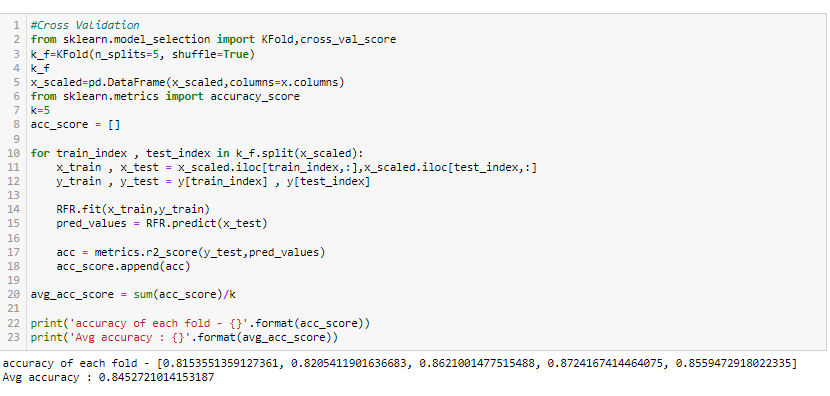 1 #Cross Validation
2 from sklearn.model_selection import KFold,cross_val_score
3 k_f=KFold(n_splits=5, shuffle=True)
4 k_f
5 x_scaled=pd.DataFrame(x_scaled,columns=x.columns)
6 from sklearn.metrics import accuracy_score
7 k=5
8 acc_score = []
9
10 for train_index , test_index in k_f.split(x_scaled):
11     x_train , x_test = x_scaled.iloc[train_index,:],x_scaled.iloc[test_index,:]
12     y_train , y_test = y[train_index] , y[test_index]
13
14     RFR.fit(x_train,y_train)
15     pred_values = RFR.predict(x_test)
16
17     acc = metrics.r2_score(y_test,pred_values)
18     acc_score.append(acc)
19
20 avg_acc_score = sum(acc_score)/k
21
22 print('accuracy of each fold - {}'.format(acc_score))
23 print('Avg accuracy : {}'.format(avg_acc_score))
accuracy of each fold - [0.8153551359127361, 0.8205411901636683, 0.8621001477515488, 0.8724167414464075, 0.8559472918022335]
Avg accuracy : 0.8452721014153187